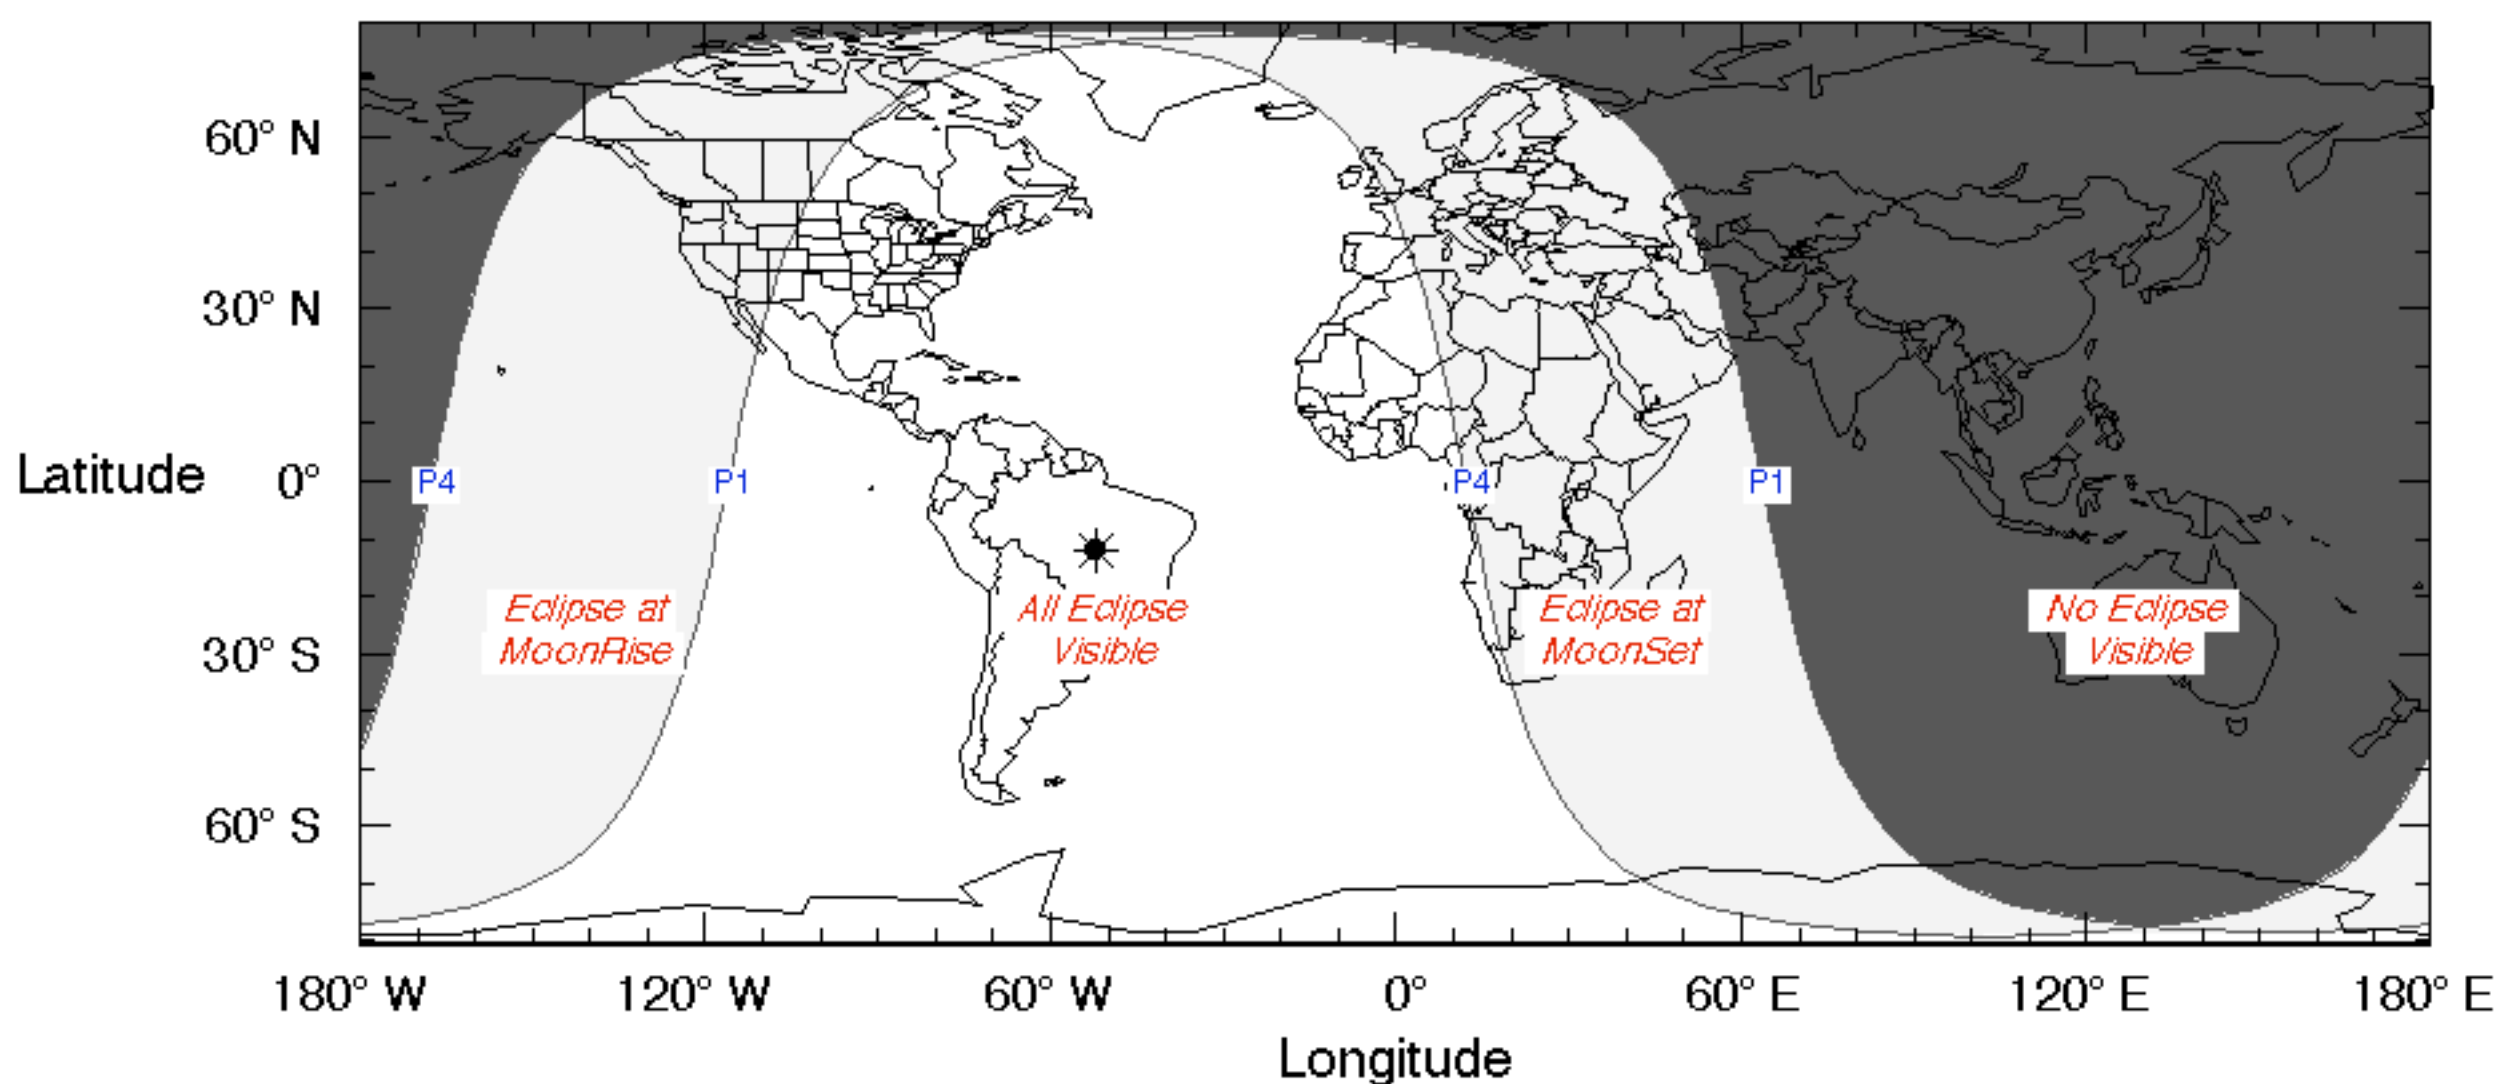 60° N
30° N
Latitude 0°
P4 P1 P4 P1
Eclipse at All Eclipse Eclipse at No Eclipse
MoonRise Visible MoonSet Visible
30° S
60° S
180° W 120° W 60° W 0° 60° E 120° E 180° E
Longitude